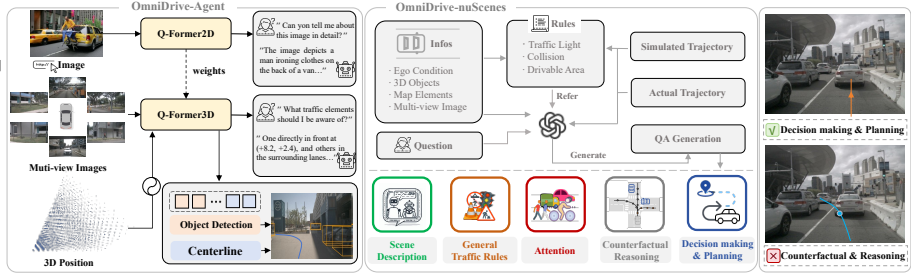 OmniDrive-Agent
Image
Q-Former2D
weights
Q-Former3D
" Can you tell me about
this image in detail?"
"The image depicts a
man ironing clothes on
the back of a van…"
" What traffic elements
should I be aware of?"
" One directly in front at
(+8.2, +2.4), and others in
the surrounding lanes…"
Muti-view Images
3D Position
Object Detection
Centerline
OmniDrive-nuScenes
Infos
· Ego Condition
· 3D Objects
· Map Elements
· Multi-view Image
Question
Rules
· Traffic Light
· Collision
· Drivable Area
Refer
Generate
Simulated Trajectory
Actual Trajectory
QA Generation
Scene
Description
General
Traffic Rules
Attention
Counterfactual
Reasoning
Decision making
& Planning
Decision making & Planning
Counterfactual & Reasoning